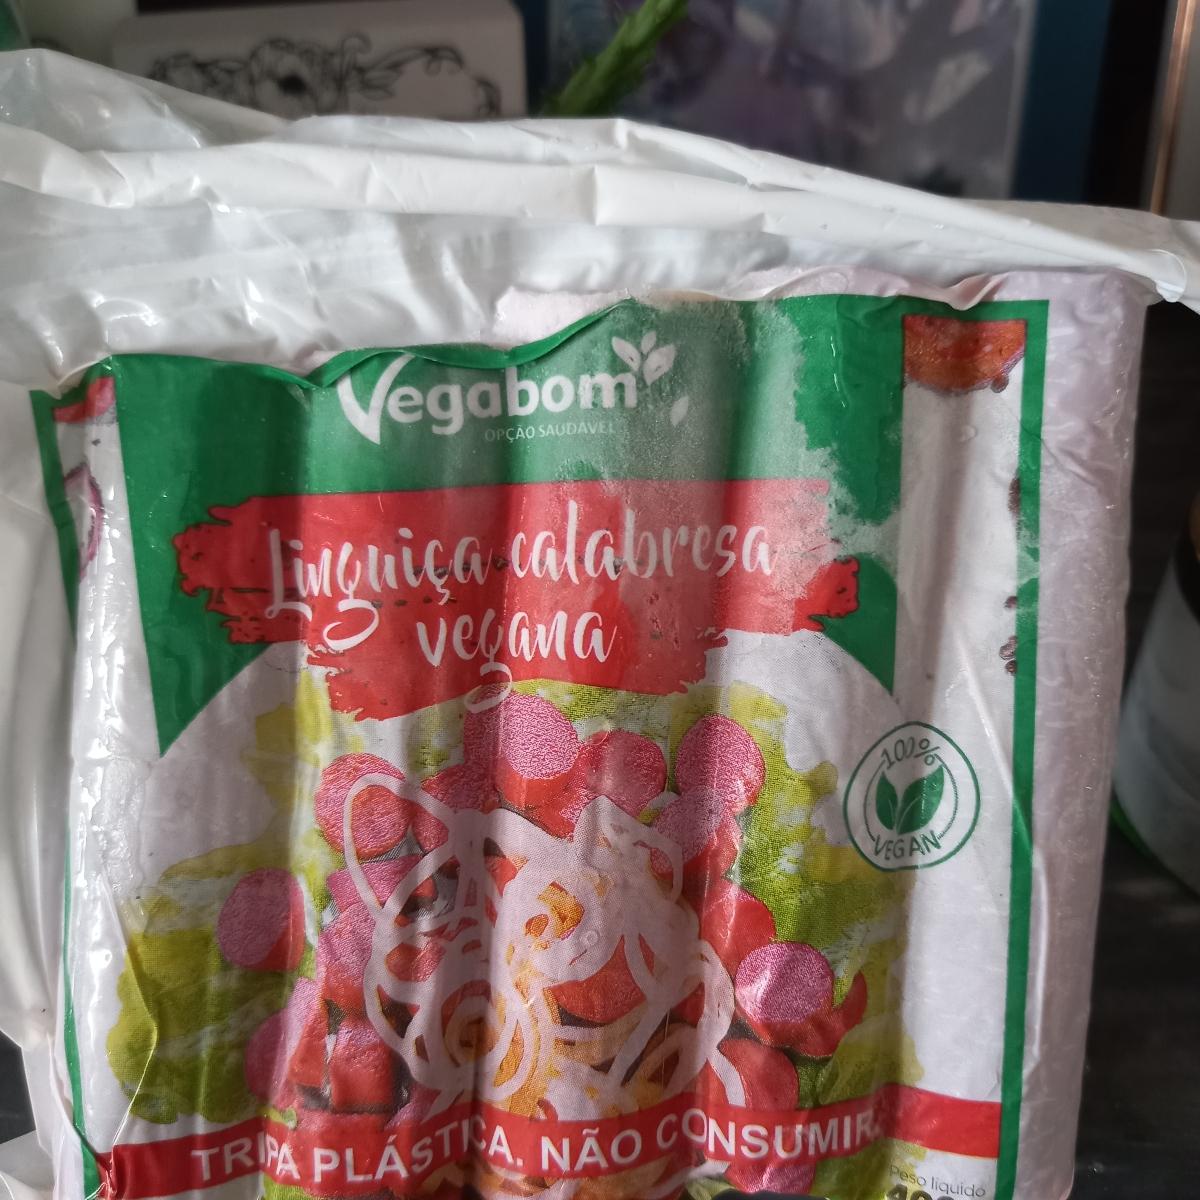 Vegabom
OPÇÃO SAUDÁVEL
Linguiça calabresa
vegana
100%
VEGAN
TRIPA PLÁSTICA. NÃO CONSUMIR.
Peso líquido